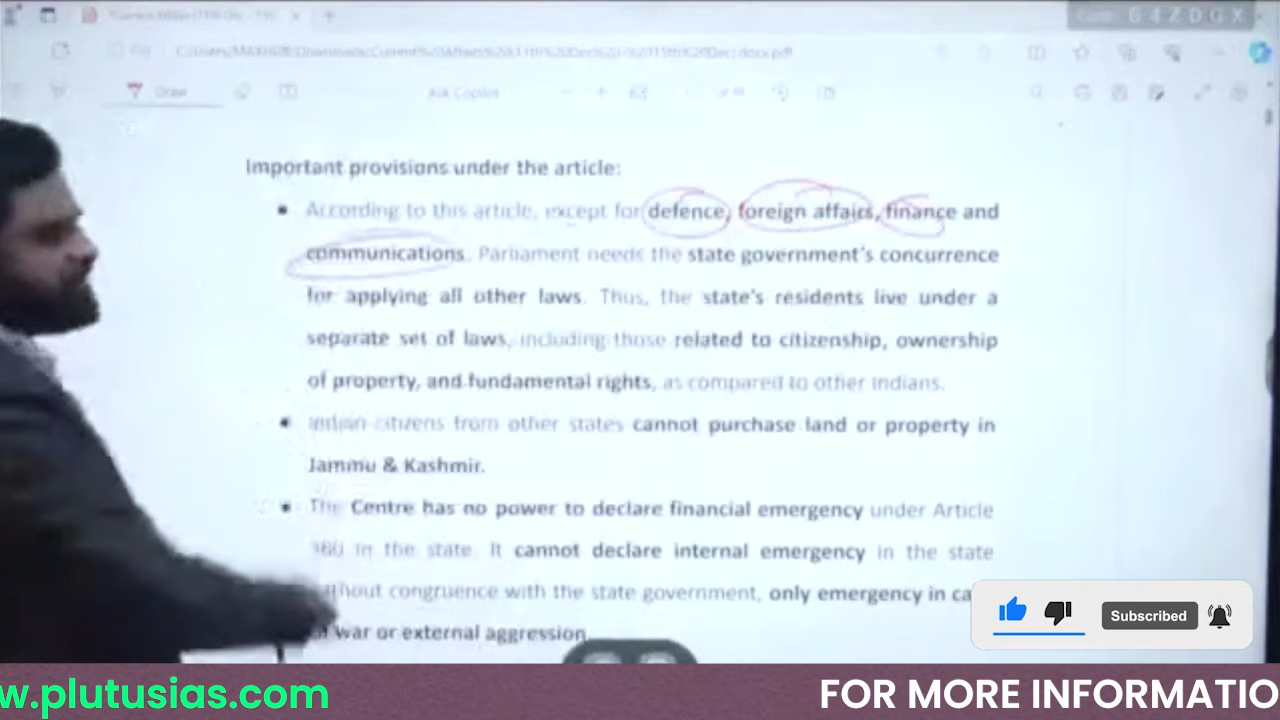 Draw
Ask Copilot
Important provisions under the article:
• According to this article, except for defence, foreign affairs, finance and
communications, Parliament needs the state government's concurrence
for applying all other laws. Thus, the state's residents live under a
separate set of laws, including those related to citizenship, ownership
of property, and fundamental rights, as compared to other Indians.
• Indian citizens from other states cannot purchase land or property in
Jammu & Kashmir.
• The Centre has no power to declare financial emergency under Article
360 in the state. It cannot declare internal emergency in the state
without congruence with the state government, only emergency in ca
war or external aggression
Subscribed
w.plutusias.com
FOR MORE INFORMATIO